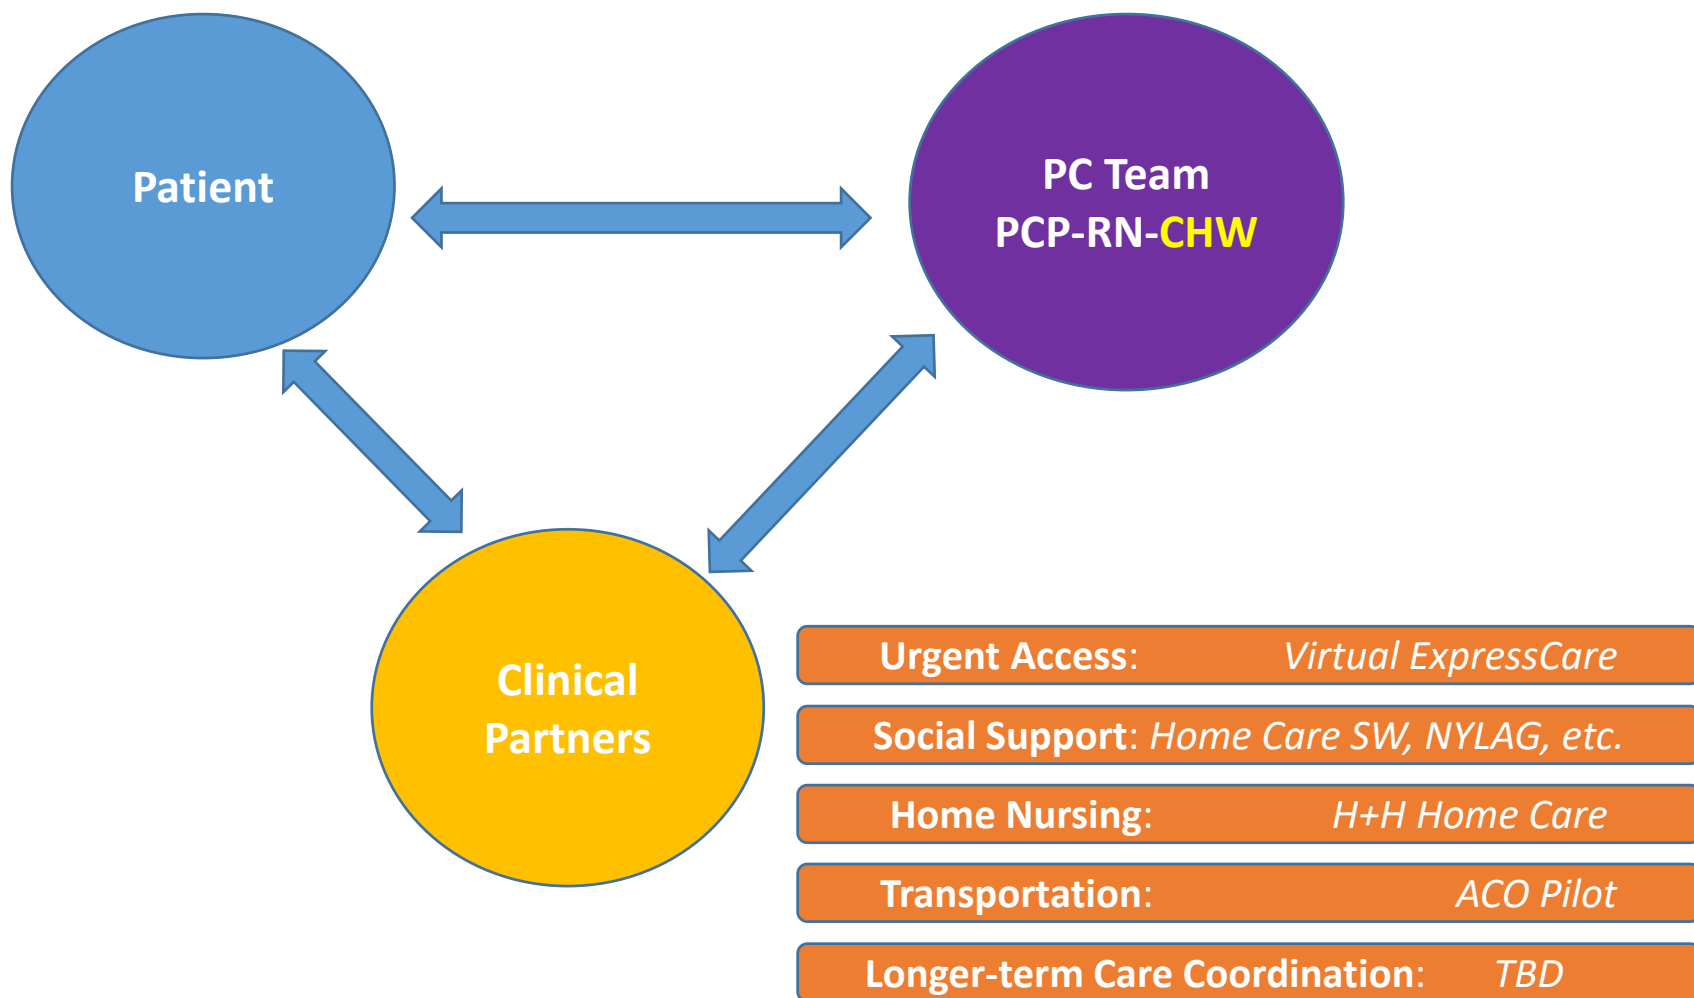 Patient
PC Team
PCP-RN-CHW
Clinical
Partners
Urgent Access: Virtual ExpressCare
Social Support: Home Care SW, NYLAG, etc.
Home Nursing: H+H Home Care
Transportation: ACO Pilot
Longer-term Care Coordination: TBD